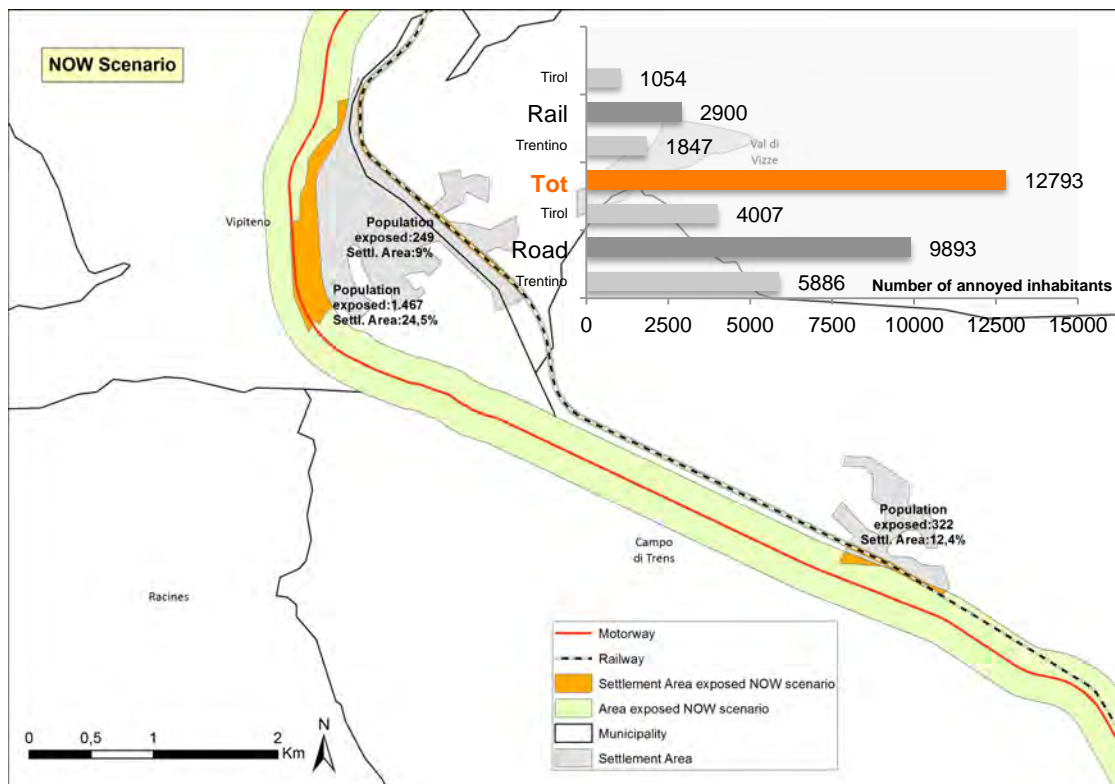 NOW Scenario
Tirol
1054
Rail
2900
Trentino
1847
Val di
Vizze
Tot
12793
Tirol
4007
Road
9893
Trentino
5886
Number of annoyed inhabitants
0 2500 5000 7500 10000 12500 15000
Vipiteno
Population
exposed:249
Settl. Area:9%
Population
exposed:1.467
Settl. Area:24,5%
Population
exposed:322
Settl. Area:12,4%
Campo
di Trens
Racines
Motorway
Railway
Settlement Area exposed NOW scenario
Area exposed NOW scenario
Municipality
Settlement Area
0 0,5 1 2
Km
N